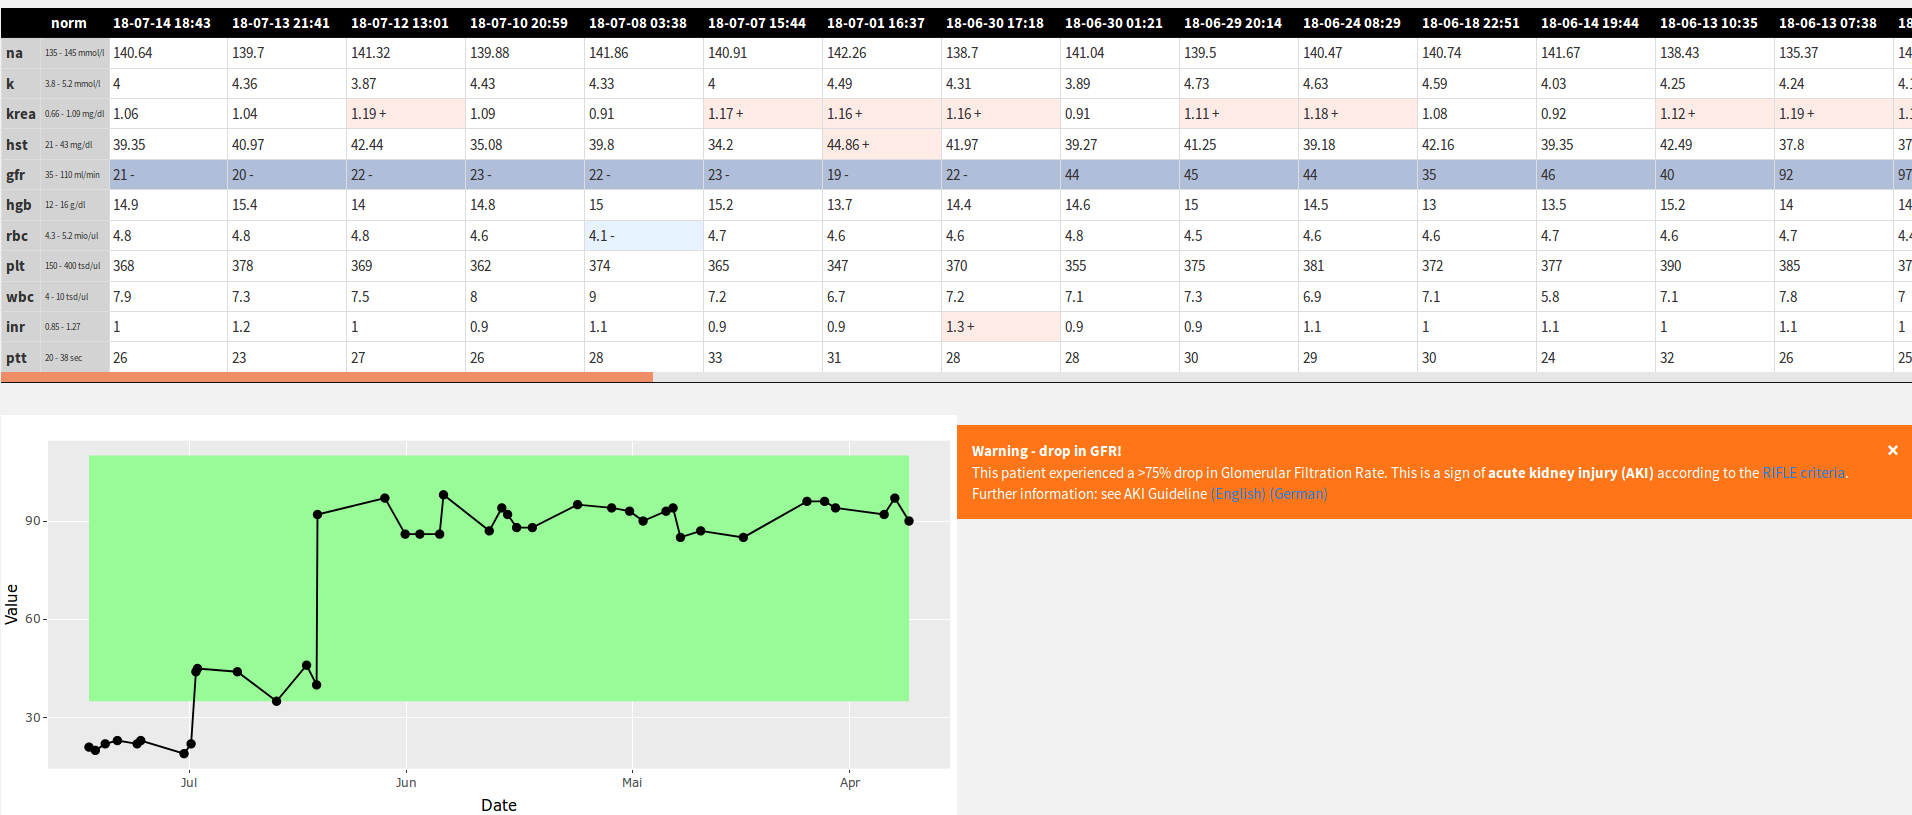 norm 18-07-14 18:43 18-07-13 21:41 18-07-12 13:01 18-07-10 20:59 18-07-08 03:38 18-07-07 15:44 18-07-01 16:37 18-06-30 17:18 18-06-30 01:21 18-06-29 20:14 18-06-24 08:29 18-06-18 22:51 18-06-14 19:44 18-06-13 10:35 18-06-13 07:38 18
na 135 - 145 mmol/l 140.64 139.7 141.32 139.88 141.86 140.91 142.26 138.7 141.04 139.5 140.47 140.74 141.67 138.43 135.37 14
k 3.8 - 5.2 mmol/l 4 4.36 3.87 4.43 4.33 4 4.49 4.31 3.89 4.73 4.63 4.59 4.03 4.25 4.24 4.
krea 0.66 - 1.09 mg/dl 1.06 1.04 1.19 + 1.09 0.91 1.17 + 1.16 + 1.16 + 0.91 1.11 + 1.18 + 1.08 0.92 1.12 + 1.19 + 1.
hst 21 - 43 mg/dl 39.35 40.97 42.44 35.08 39.8 34.2 44.86 + 41.97 39.27 41.25 39.18 42.16 39.35 42.49 37.8 37
gfr 35 - 110 ml/min 21 - 20 - 22 - 23 - 22 - 23 - 19 - 22 - 44 45 44 35 46 40 92 97
hgb 12 - 16 g/dl 14.9 15.4 14 14.8 15 15.2 13.7 14.4 14.6 15 14.5 13 13.5 15.2 14 14
rbc 4.3 - 5.2 mio/ul 4.8 4.8 4.8 4.6 4.1 - 4.7 4.6 4.6 4.8 4.5 4.6 4.6 4.7 4.6 4.7 4.4
plt 150 - 400 tsd/ul 368 378 369 362 374 365 347 370 355 375 381 372 377 390 385 37
wbc 4 - 10 tsd/ul 7.9 7.3 7.5 8 9 7.2 6.7 7.2 7.1 7.3 6.9 7.1 5.8 7.1 7.8 7
inr 0.85 - 1.27 1 1.2 1 0.9 1.1 0.9 0.9 1.3 + 0.9 0.9 1.1 1 1.1 1 1.1 1
ptt 20 - 38 sec 26 23 27 26 28 33 31 28 28 30 29 30 24 32 26 25
Warning - drop in GFR! ×
This patient experienced a >75% drop in Glomerular Filtration Rate. This is a sign of acute kidney injury (AKI) according to the RIFLE criteria.
Further information: see AKI Guideline (English) (German)
90
60
30
Value
Jul Jun Mai Apr
Date